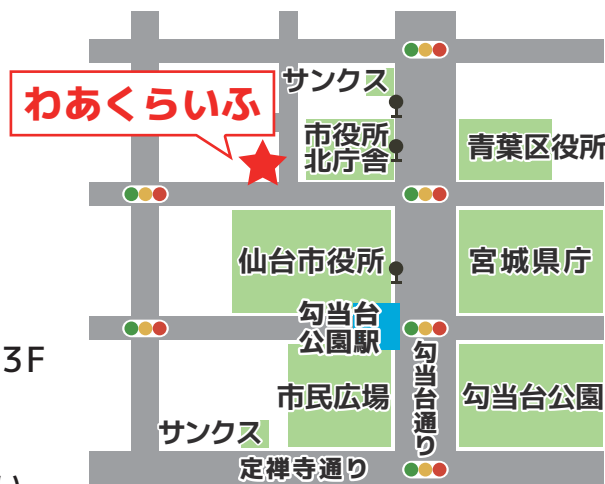 サンクス
わあくらいふ
市役所
北庁舎
青葉区役所
仙台市役所
宮城県庁
勾当台
公園駅
3F
勾当台通り
市民広場
勾当台公園
サンクス
定禅寺通り